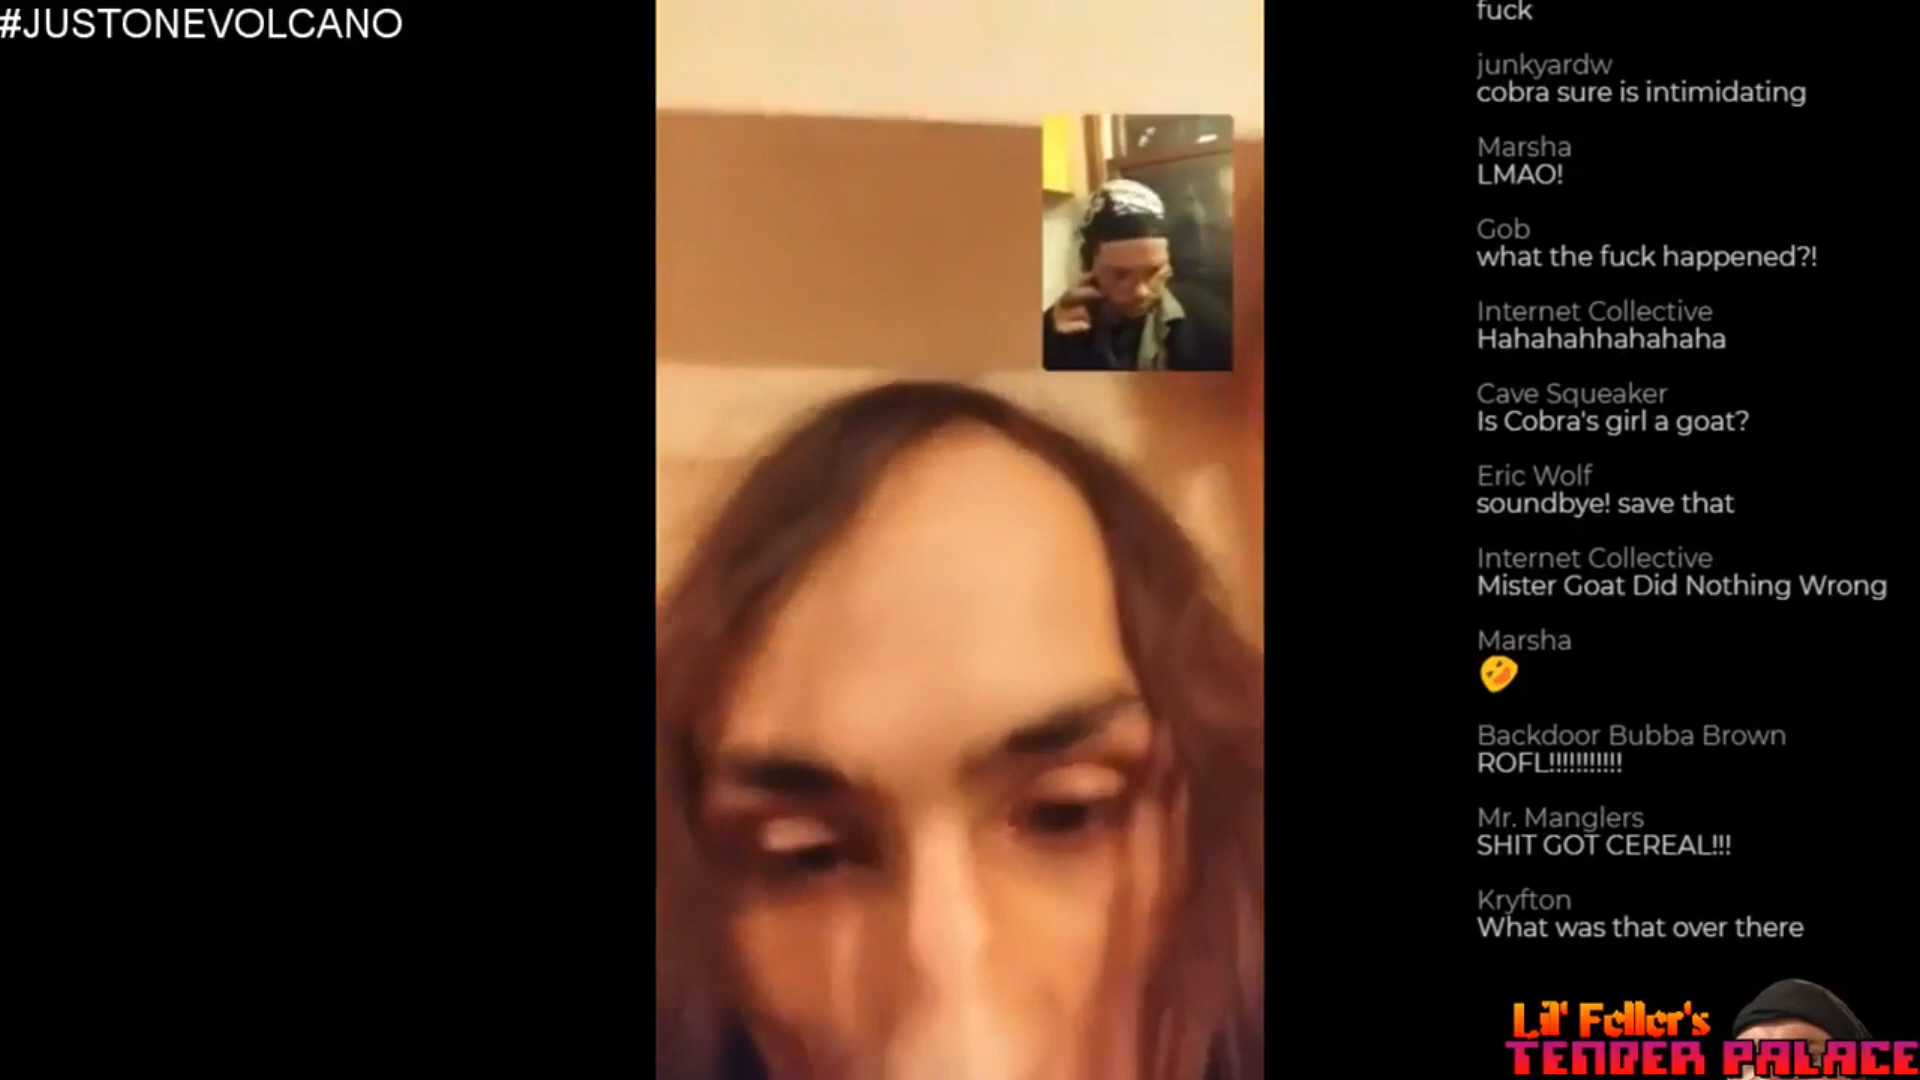 #JUSTONEVOLCANO
fuck
junkyardw
cobra sure is intimidating
Marsha
LMAO!
Gob
what the fuck happened?!
Internet Collective
Hahahahhahahaha
Cave Squeaker
Is Cobra's girl a goat?
Eric Wolf
soundbye! save that
Internet Collective
Mister Goat Did Nothing Wrong
Marsha
🤣
Backdoor Bubba Brown
ROFL!!!!!!!!!!!
Mr. Manglers
SHIT GOT CEREAL!!!
Kryfton
What was that over there
Lil' Feller's
TENDER PALACE